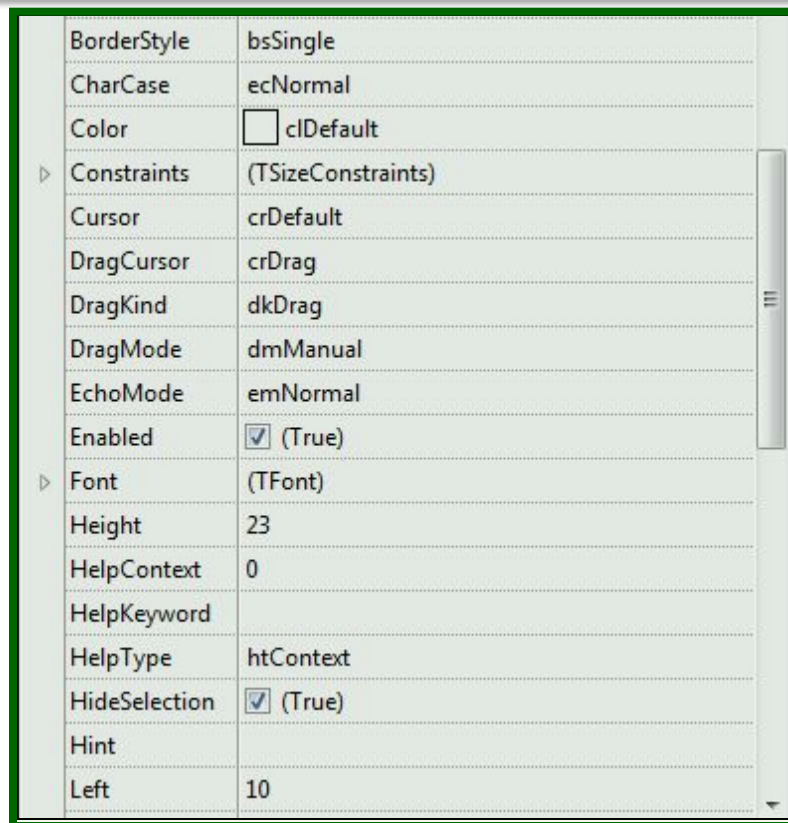 BorderStyle bsSingle
CharCase ecNormal
Color clDefault
Constraints (TSizeConstraints)
Cursor crDefault
DragCursor crDrag
DragKind dkDrag
DragMode dmManual
EchoMode emNormal
Enabled (True)
Font (TFont)
Height 23
HelpContext 0
HelpKeyword
HelpType htContext
HideSelection (True)
Hint
Left 10